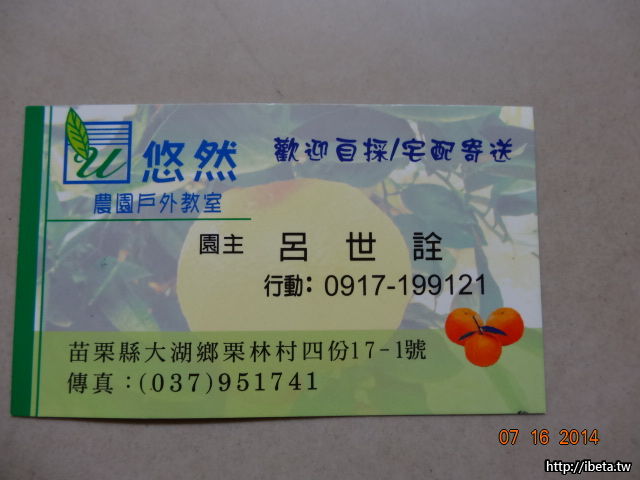 U 悠然
歡迎自採/宅配寄送
農園戶外教室
園主 呂世詮
行動: 0917-199121
苗栗縣大湖鄉栗林村四份17-1號
傳真:(037)951741
07 16 2014
http://ibeta.tw